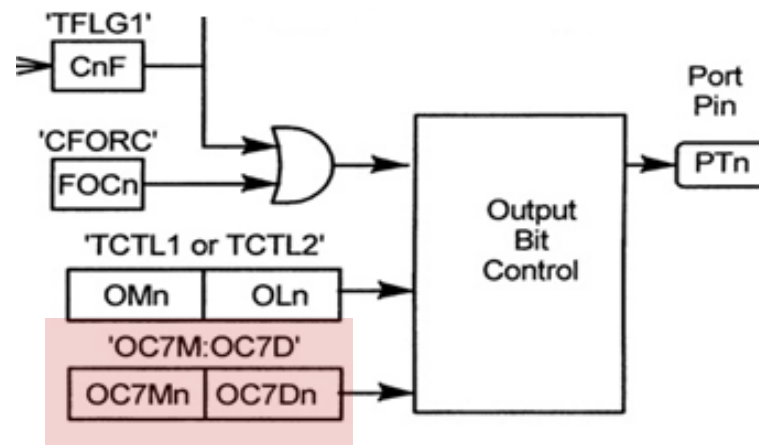 'TFLG1'
CnF
'CFORC'
FOCn
'TCTL1 or TCTL2'
OMn OLn
'OC7M:OC7D'
OC7Mn OC7Dn
Output
Bit
Control
Port
Pin
PTn